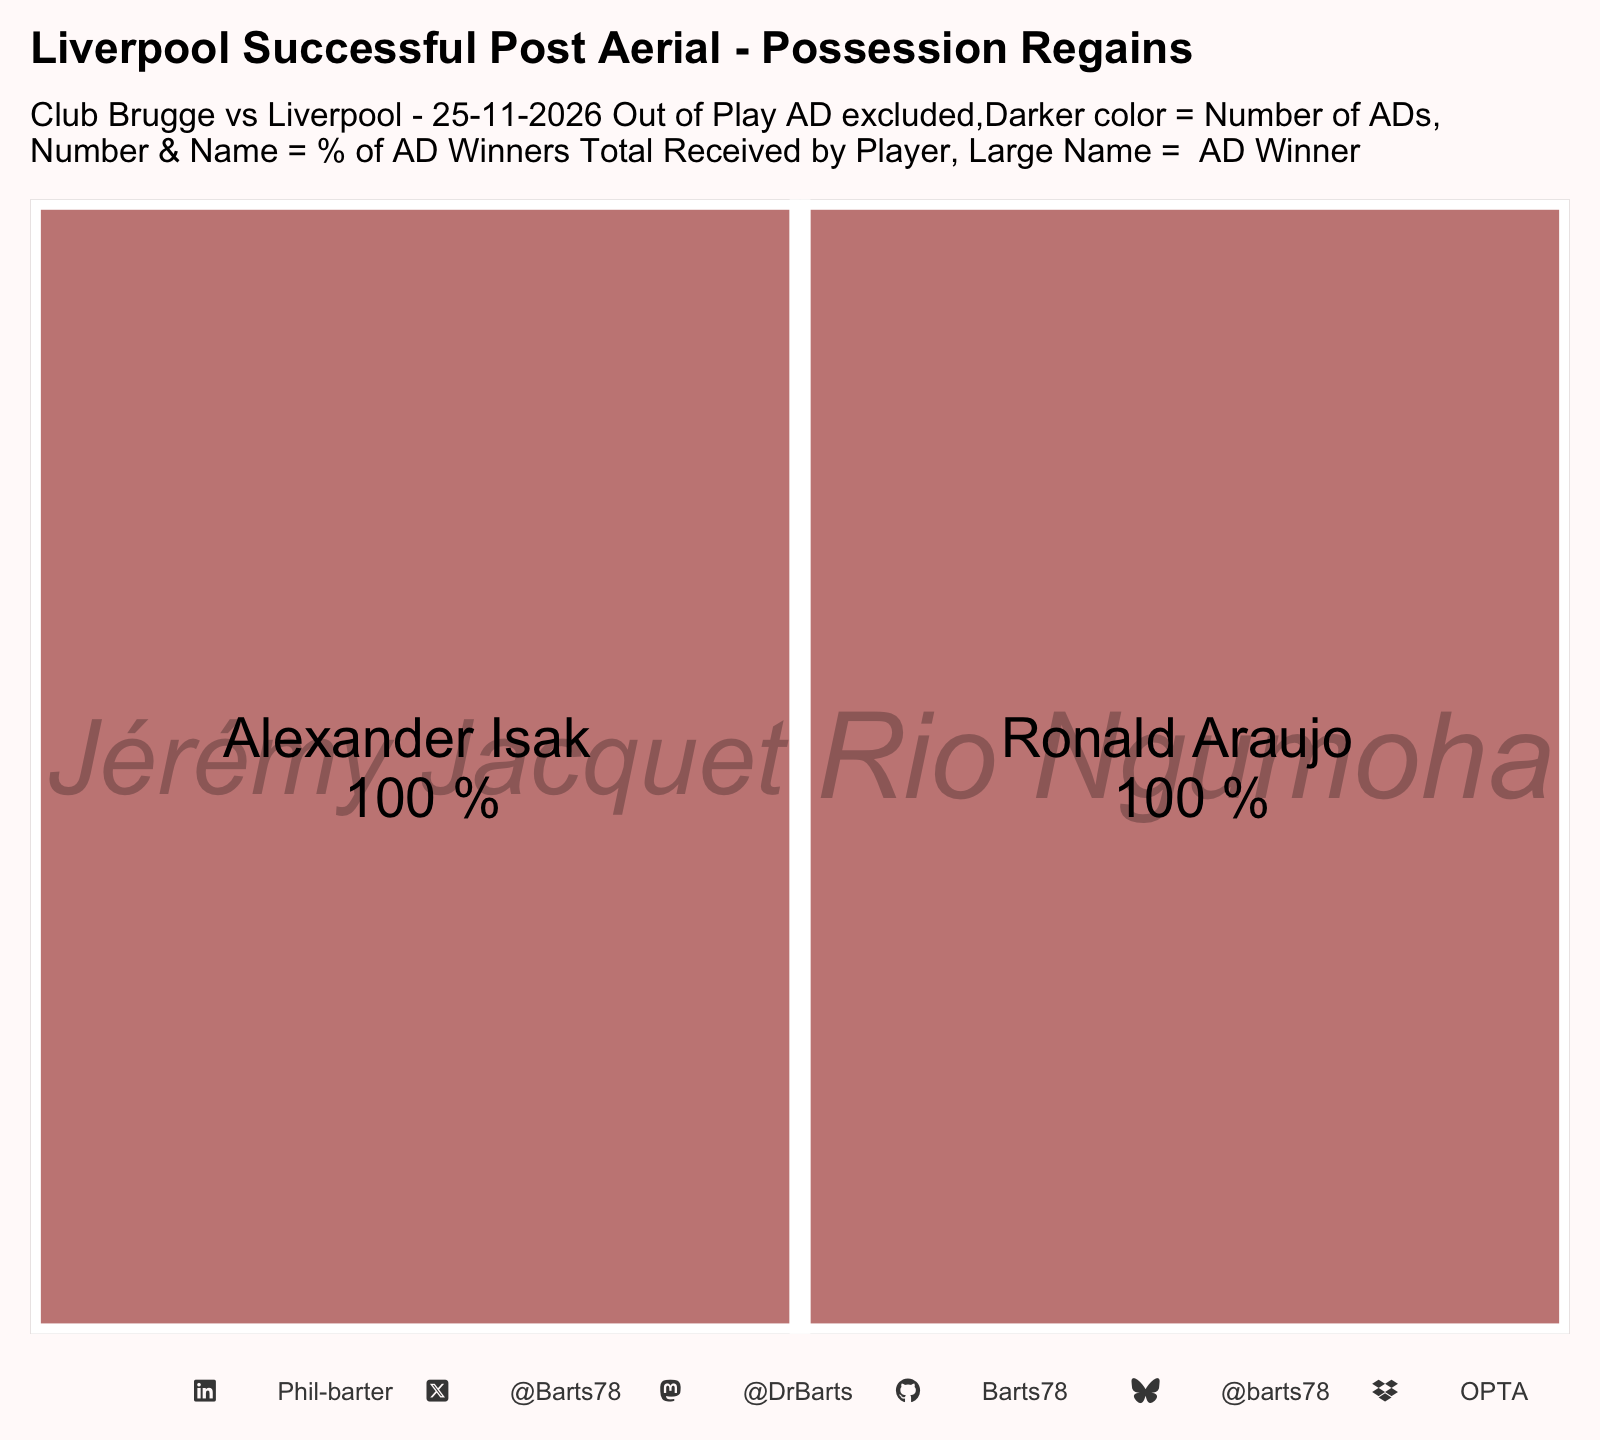 Liverpool Successful Post Aerial - Possession Regains
Club Brugge vs Liverpool - 25-11-2026 Out of Play AD excluded,Darker color = Number of ADs,
Number & Name = % of AD Winners Total Received by Player, Large Name =  AD Winner
Jérémy Jacquet
Alexander Isak
100 %
Rio Ngumoha
Ronald Araujo
100 %
Phil-barter @Barts78 @DrBarts Barts78 @barts78 OPTA